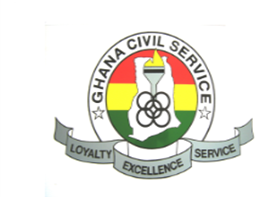 ★ GHANA CIVIL SERVICE ★
LOYALTY
EXCELLENCE
SERVICE